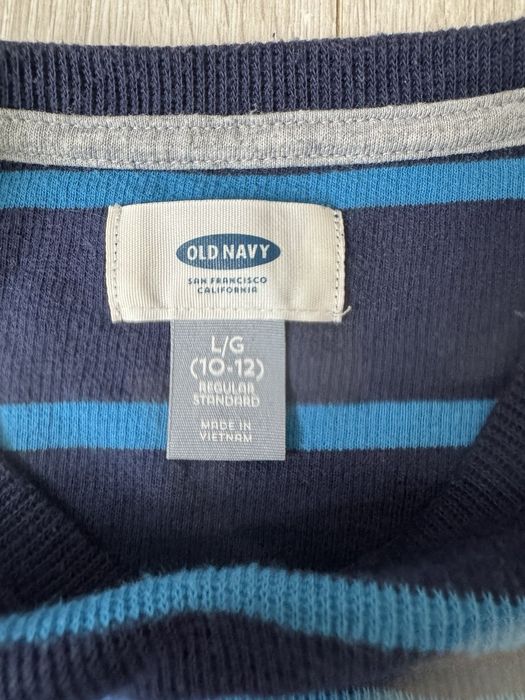 OLD NAVY
SAN FRANCISCO
CALIFORNIA
L/G
(10-12)
REGULAR
STANDARD
MADE IN
VIETNAM